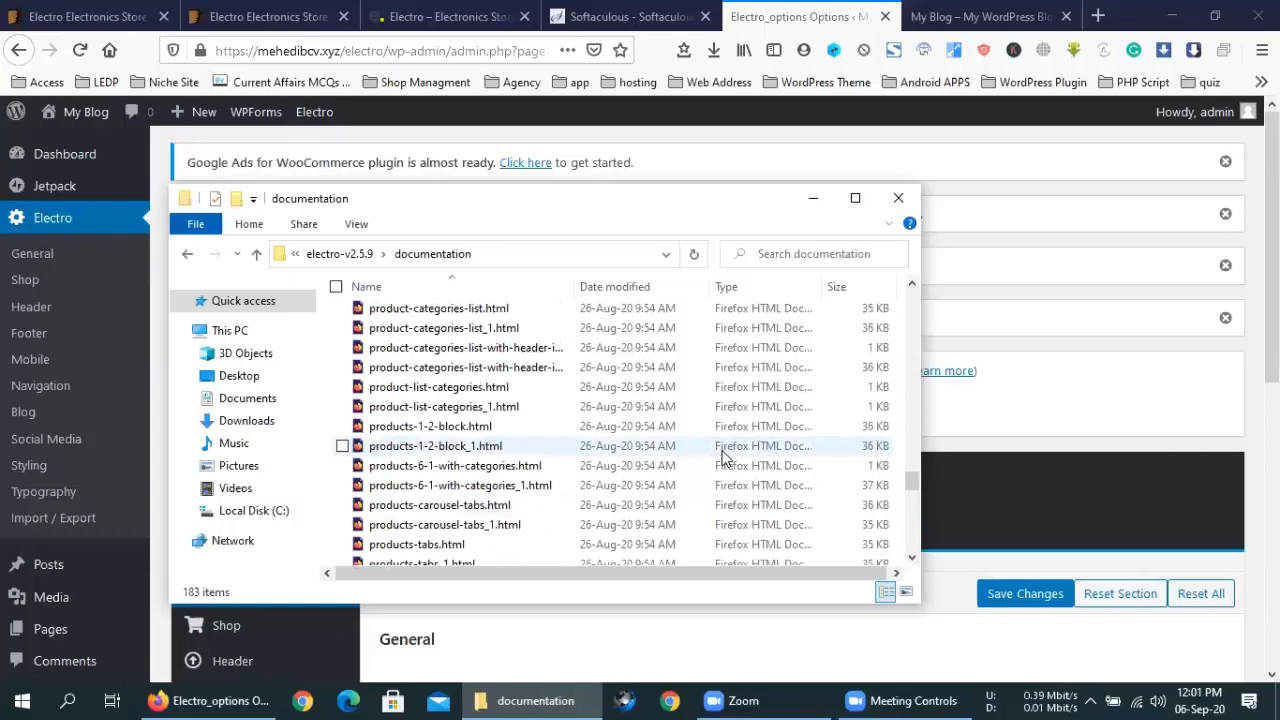 Electro Electronics Store
Electro Electronics Store
Electro – Electronics Store
Softaculous - Softaculous
Electro_options Options ‹ M
My Blog – My WordPress Blo
https://mehedibcv.xyz/electro/wp-admin/admin.php?page
Access
LEDP
Niche Site
Current Affairs MCQs ...
Shop Managment
Agency
app
hosting
Web Address
WordPress Theme
Android APPS
WordPress Plugin
PHP Script
quiz
My Blog
0
New
WPForms
Electro
Howdy, admin
Dashboard
Jetpack
Electro
General
Shop
Header
Footer
Mobile
Navigation
Blog
Social Media
Styling
Typography
Import / Export
Posts
Media
Pages
Comments
Google Ads for WooCommerce plugin is almost ready. Click here to get started.
documentation
File
Home
Share
View
electro-v2.5.9
documentation
Search documentation
Name
Date modified
Type
Size
Quick access
This PC
3D Objects
Desktop
Documents
Downloads
Music
Pictures
Videos
Local Disk (C:)
Network
product-categories-list.html 26-Aug-20 9:54 AM Firefox HTML Doc... 35 KB
product-categories-list_1.html 26-Aug-20 9:54 AM Firefox HTML Doc... 36 KB
product-categories-list-with-header-i... 26-Aug-20 9:54 AM Firefox HTML Doc... 1 KB
product-categories-list-with-header-i... 26-Aug-20 9:54 AM Firefox HTML Doc... 36 KB
product-list-categories.html 26-Aug-20 9:54 AM Firefox HTML Doc... 1 KB
product-list-categories_1.html 26-Aug-20 9:54 AM Firefox HTML Doc... 1 KB
products-1-2-block.html 26-Aug-20 9:54 AM Firefox HTML Doc... 36 KB
products-1-2-block_1.html 26-Aug-20 9:54 AM Firefox HTML Doc... 36 KB
products-6-1-with-categories.html 26-Aug-20 9:54 AM Firefox HTML Doc... 1 KB
products-6-1-with-categories_1.html 26-Aug-20 9:54 AM Firefox HTML Doc... 37 KB
products-carousel-tabs.html 26-Aug-20 9:54 AM Firefox HTML Doc... 36 KB
products-carousel-tabs_1.html 26-Aug-20 9:54 AM Firefox HTML Doc... 35 KB
products-tabs.html 26-Aug-20 9:54 AM Firefox HTML Doc... 35 KB
products-tabs_1.html 26-Aug-20 9:54 AM Firefox HTML Doc... 35 KB
183 items
earn more)
Save Changes
Reset Section
Reset All
Shop
Header
General
Electro_options O...
documentation
Zoom
Meeting Controls
U: 0.39 Mbit/s
D: 0.01 Mbit/s
12:01 PM
06-Sep-20